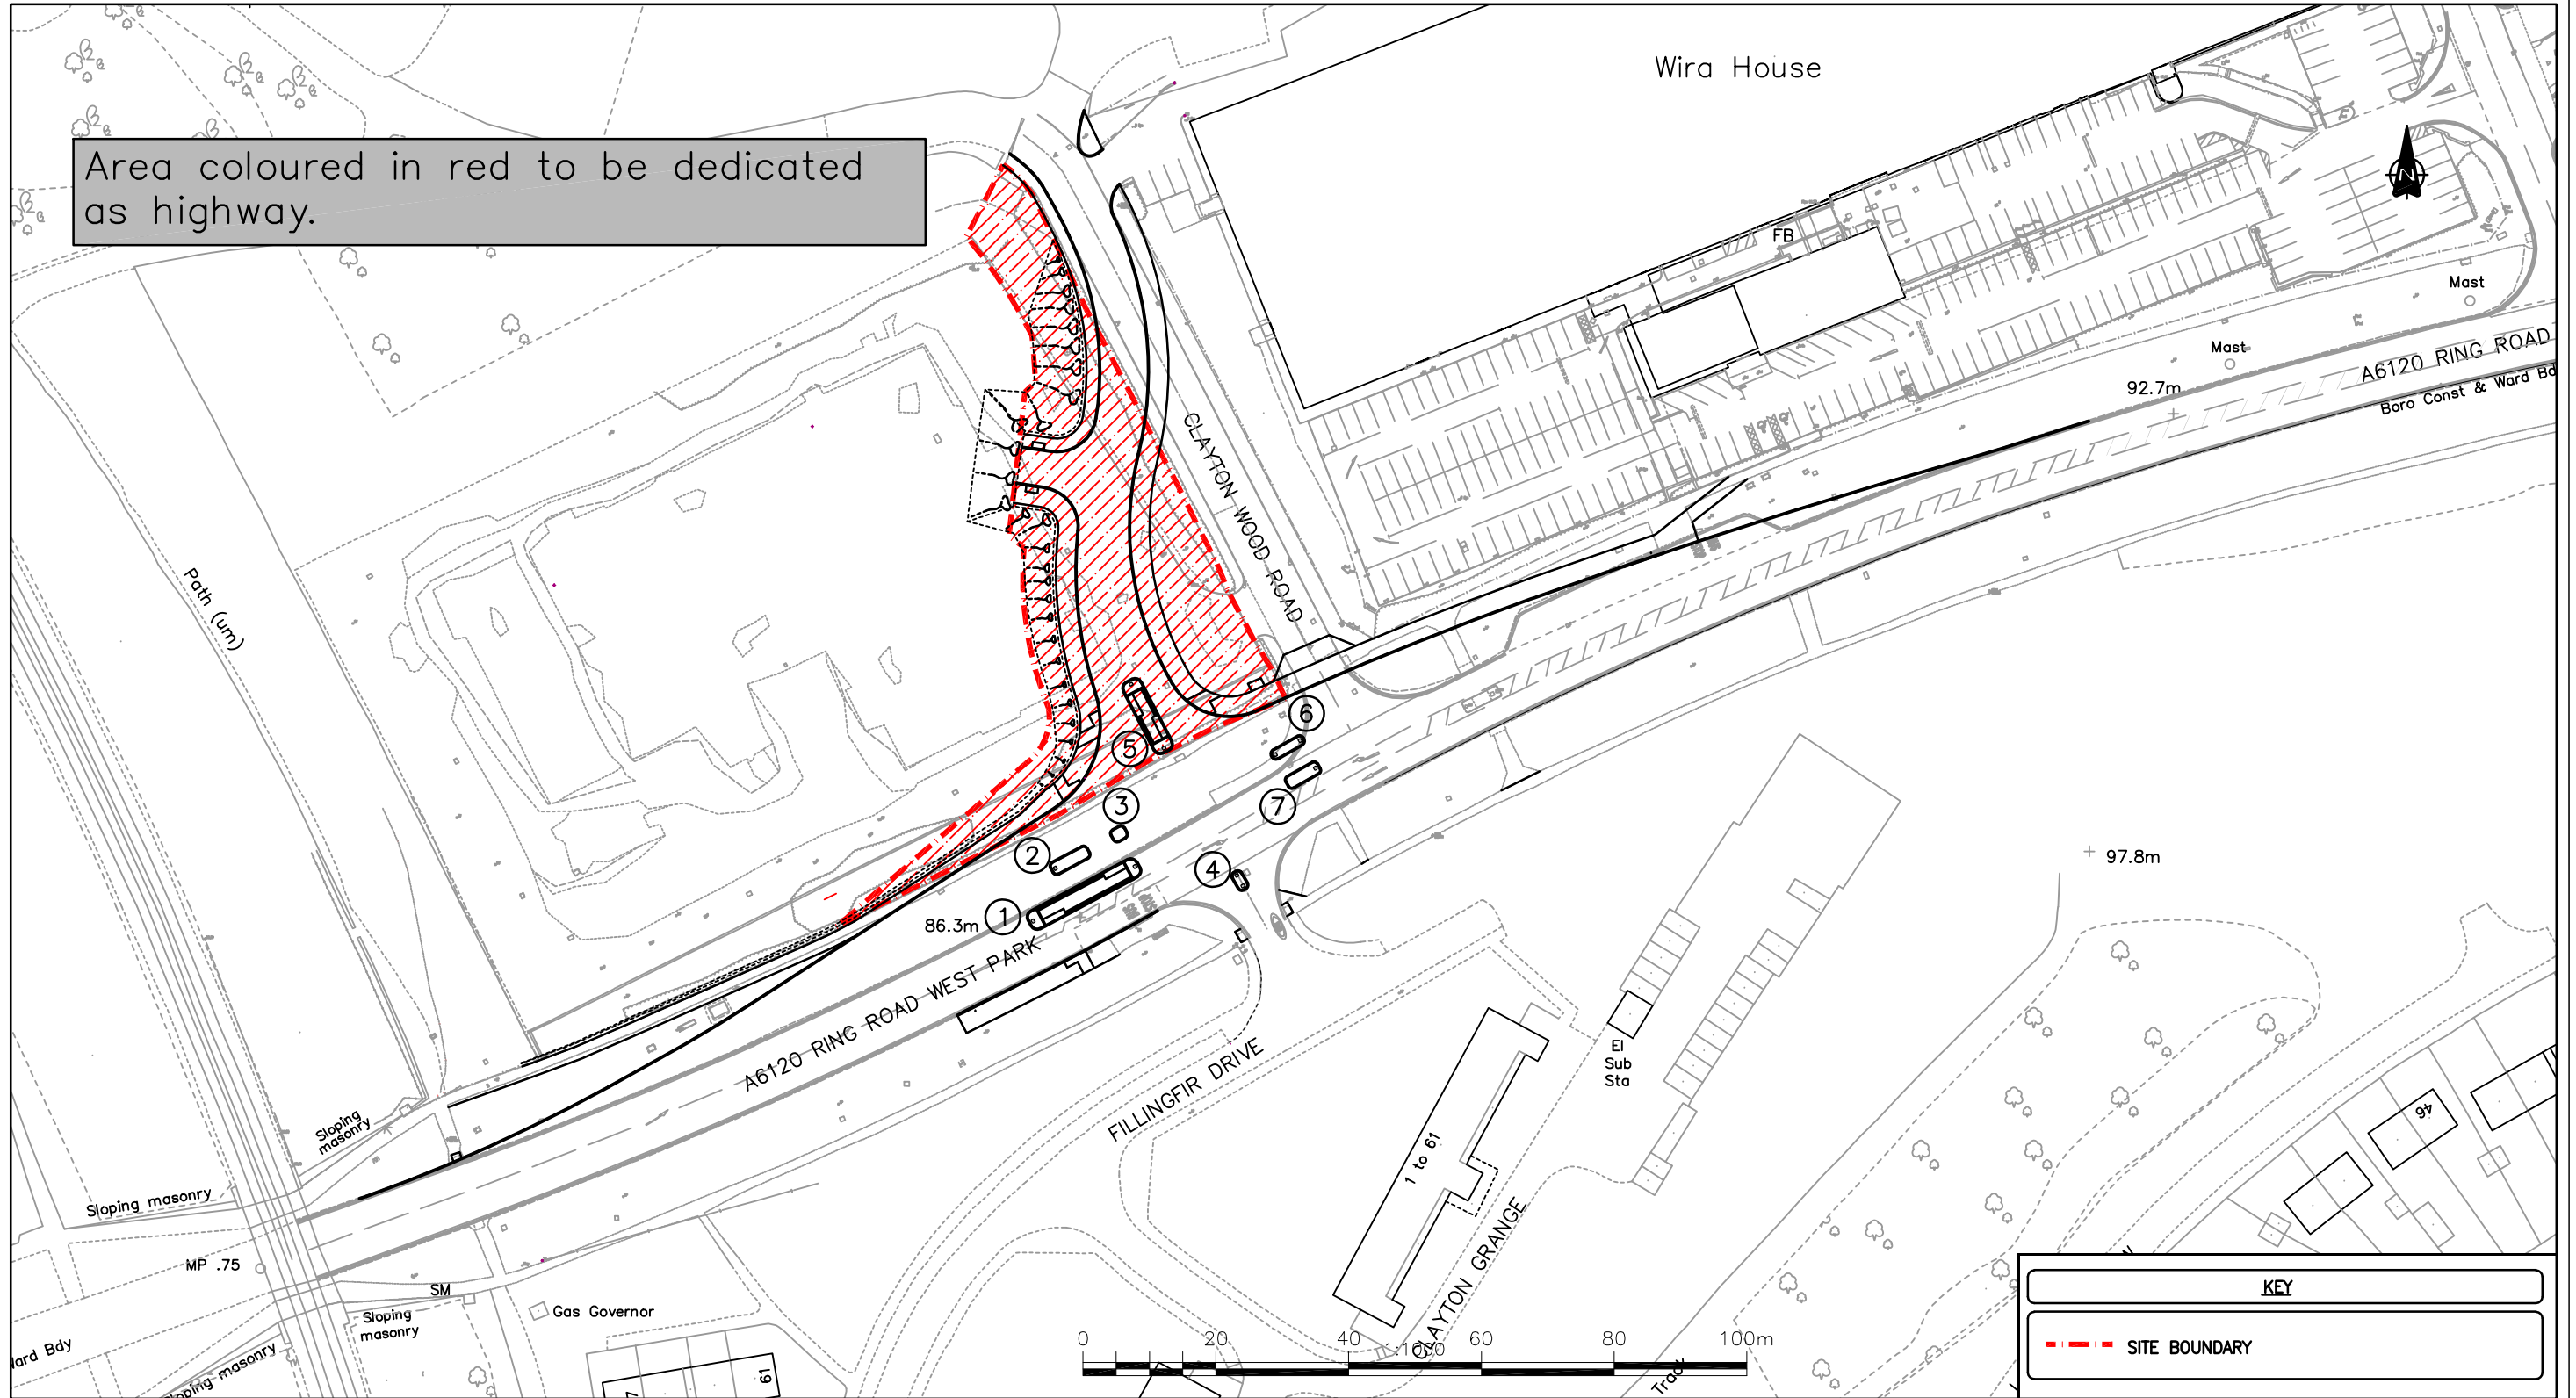 Wira House
Area coloured in red to be dedicated
as highway.
N
FB
Mast
Mast
A6120 RING ROAD
92.7m
Boro Const & Ward Bd
CLAYTON WOOD ROAD
Path (um)
6
5
7
3
2
4
1
97.8m
86.3m
A6120 RING ROAD WEST PARK
El
Sub
Sta
FILLINGFIR DRIVE
1 to 61
46
Sloping
masonry
Sloping masonry
CLAYTON GRANGE
MP .75
SM
Gas Governor
Sloping
masonry
KEY
SITE BOUNDARY
0 20 40 60 80 100m
1:1000
Ward Bdy
Sloping masonry
61
Track